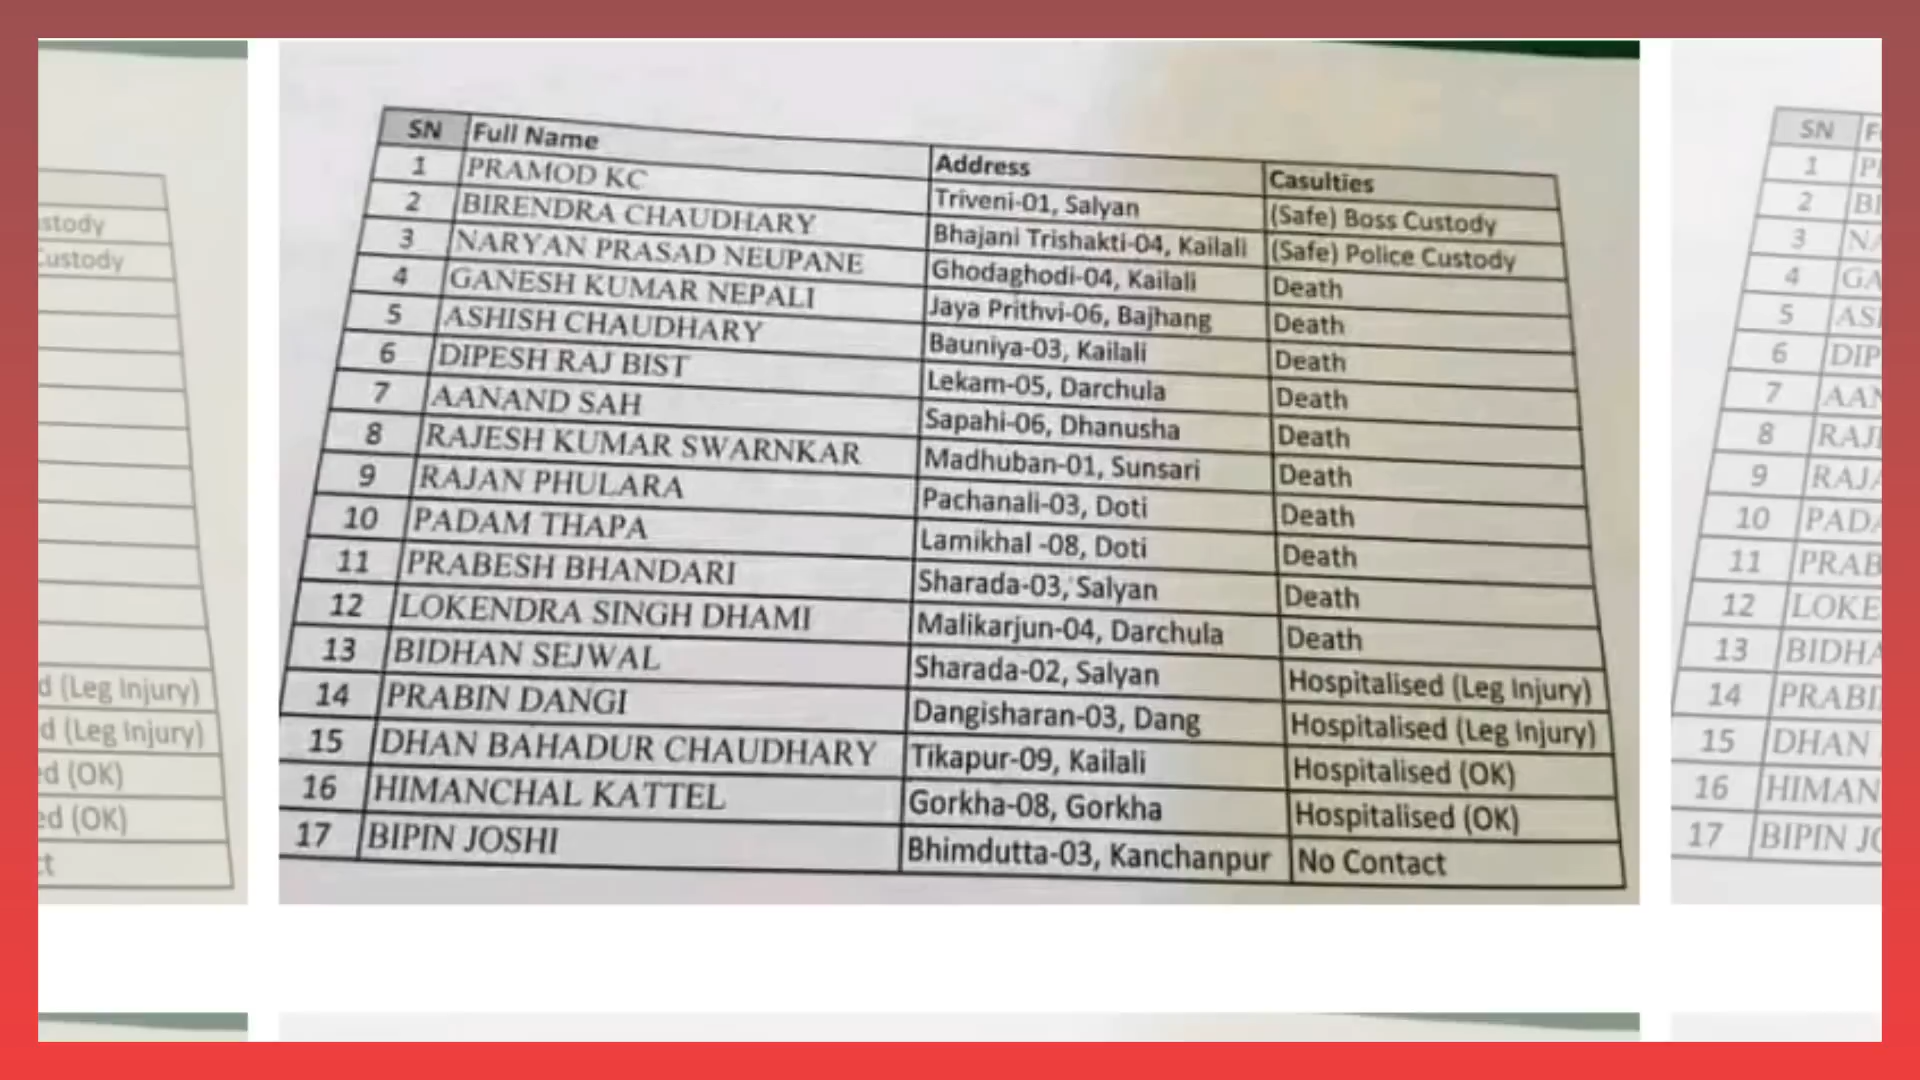 SN Full Name Address Casulties
1 PRAMOD KC Triveni-01, Salyan (Safe) Boss Custody
2 BIRENDRA CHAUDHARY Bhajani Trishakti-04, Kailali (Safe) Police Custody
3 NARYAN PRASAD NEUPANE Ghodaghodi-04, Kailali Death
4 GANESH KUMAR NEPALI Jaya Prithvi-06, Bajhang Death
5 ASHISH CHAUDHARY Bauniya-03, Kailali Death
6 DIPESH RAJ BIST Lekam-05, Darchula Death
7 AANAND SAH Sapahi-06, Dhanusha Death
8 RAJESH KUMAR SWARNKAR Madhuban-01, Sunsari Death
9 RAJAN PHULARA Pachanali-03, Doti Death
10 PADAM THAPA Lamikhal -08, Doti Death
11 PRABESH BHANDARI Sharada-03, Salyan Death
12 LOKENDRA SINGH DHAMI Malikarjun-04, Darchula Death
13 BIDHAN SEJWAL Sharada-02, Salyan Hospitalised (Leg Injury)
14 PRABIN DANGI Dangisharan-03, Dang Hospitalised (Leg Injury)
15 DHAN BAHADUR CHAUDHARY Tikapur-09, Kailali Hospitalised (OK)
16 HIMANCHAL KATTEL Gorkha-08, Gorkha Hospitalised (OK)
17 BIPIN JOSHI Bhimdutta-03, Kanchanpur No Contact